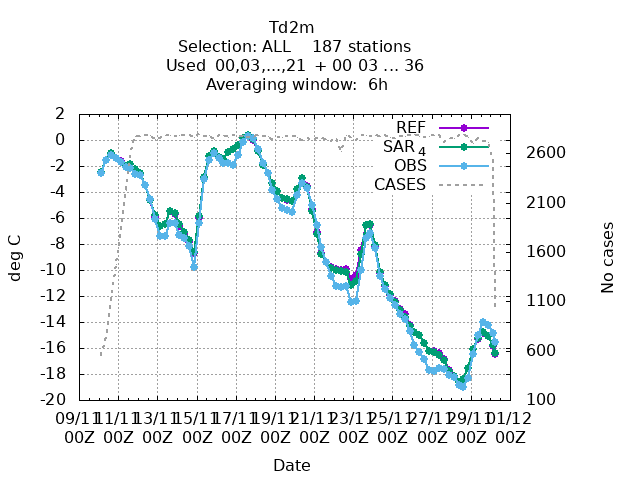 Td2m
Selection: ALL    187 stations
Used  00,03,...,21  + 00 03 ... 36
Averaging window:  6h
REF
SAR 4
OBS
CASES
2
0
-2
-4
-6
-8
-10
-12
-14
-16
-18
-20
deg C
2600
2100
1600
1100
600
100
No cases
09/11 11/11 13/11 15/11 17/11 19/11 21/11 23/11 25/11 27/11 29/11 01/12
00Z 00Z 00Z 00Z 00Z 00Z 00Z 00Z 00Z 00Z 00Z 00Z
Date